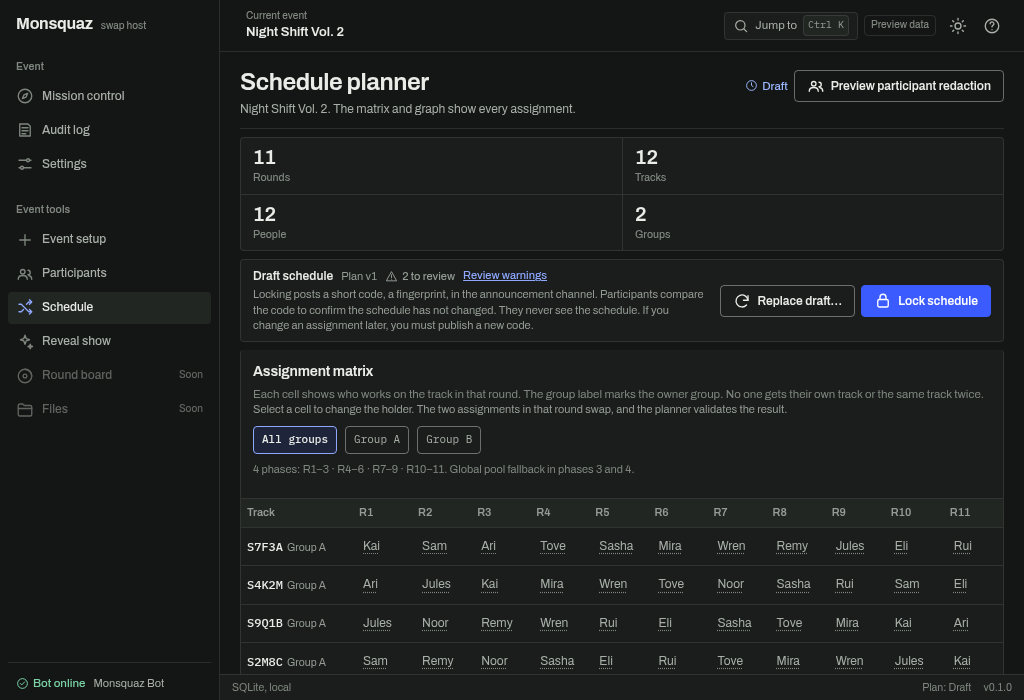 Monsquaz swap host
Event
Mission control
Audit log
Settings
Event tools
Event setup
Participants
Schedule
Reveal show
Round board Soon
Files Soon
Bot online Monsquaz Bot
Current event
Night Shift Vol. 2
Jump to Ctrl K
Preview data
Schedule planner
Night Shift Vol. 2. The matrix and graph show every assignment.
Draft
Preview participant redaction
11
Rounds
12
Tracks
12
People
2
Groups
Draft schedule Plan v1 2 to review Review warnings
Locking posts a short code, a fingerprint, in the announcement channel. Participants compare
the code to confirm the schedule has not changed. They never see the schedule. If you
change an assignment later, you must publish a new code.
Replace draft…
Lock schedule
Assignment matrix
Each cell shows who works on the track in that round. The group label marks the owner group. No one gets their own track or the same track twice.
Select a cell to change the holder. The two assignments in that round swap, and the planner validates the result.
All groups Group A Group B
4 phases: R1–3 · R4–6 · R7–9 · R10–11. Global pool fallback in phases 3 and 4.
Track R1 R2 R3 R4 R5 R6 R7 R8 R9 R10 R11
S7F3A Group A Kai Sam Ari Tove Sasha Mira Wren Remy Jules Eli Rui
S4K2M Group A Ari Jules Kai Mira Wren Tove Noor Sasha Rui Sam Eli
S9Q1B Group A Jules Noor Remy Wren Rui Eli Sasha Tove Mira Kai Ari
S2M8C Group A Sam Remy Noor Sasha Eli Rui Tove Mira Wren Jules Kai
SQLite, local
Plan: Draft v0.1.0